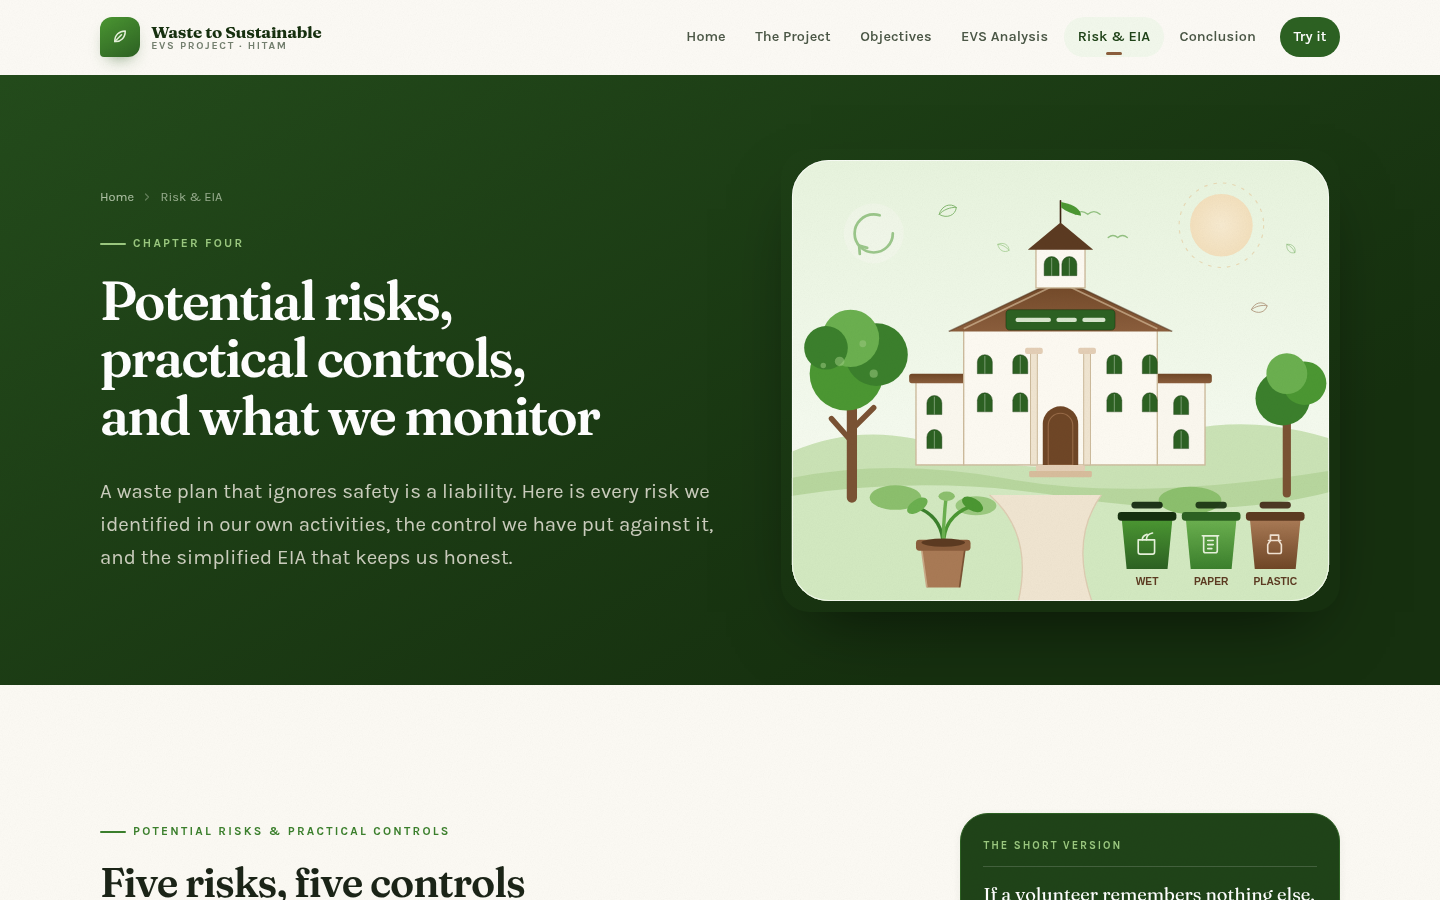 Waste to Sustainable
EVS PROJECT · HITAM
Home
The Project
Objectives
EVS Analysis
Risk & EIA
Conclusion
Try it
Home > Risk & EIA
CHAPTER FOUR
Potential risks,
practical controls,
and what we monitor
A waste plan that ignores safety is a liability. Here is every risk we
identified in our own activities, the control we have put against it,
and the simplified EIA that keeps us honest.
WET
PAPER
PLASTIC
POTENTIAL RISKS & PRACTICAL CONTROLS
Five risks, five controls
THE SHORT VERSION
If a volunteer remembers nothing else,